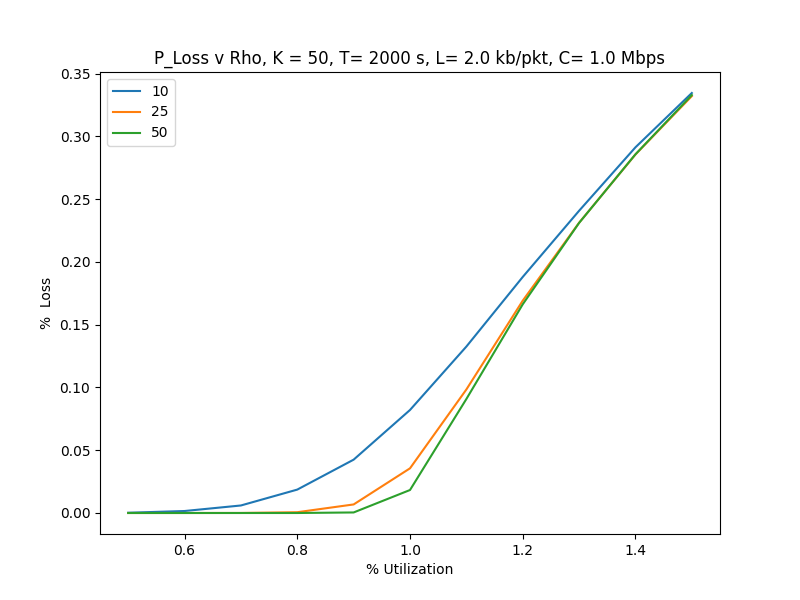 P_Loss v Rho, K = 50, T= 2000 s, L= 2.0 kb/pkt, C= 1.0 Mbps
10
25
50
0.35
0.30
0.25
0.20
0.15
0.10
0.05
0.00
%  Loss
0.6 0.8 1.0 1.2 1.4
% Utilization